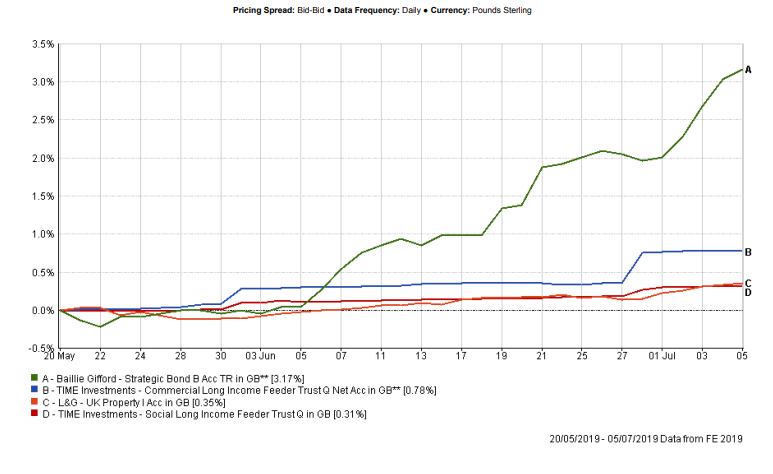 Pricing Spread: Bid-Bid ● Data Frequency: Daily ● Currency: Pounds Sterling
3.5%
3.0%
2.5%
2.0%
1.5%
1.0%
0.5%
0.0%
-0.5%
A
B
C
D
20 May 22 24 28 30 03 Jun 05 07 11 13 17 19 21 25 27 01 Jul 03 05
A - Baillie Gifford - Strategic Bond B Acc TR in GB** [3.17%]
B - TIME Investments - Commercial Long Income Feeder Trust Q Net Acc in GB** [0.78%]
C - L&G - UK Property I Acc in GB [0.35%]
D - TIME Investments - Social Long Income Feeder Trust Q in GB [0.31%]
20/05/2019 - 05/07/2019 Data from FE 2019